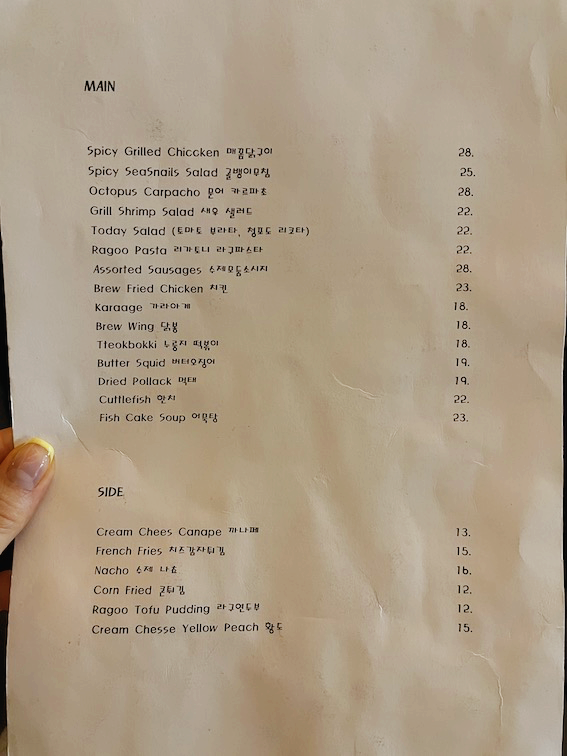 MAIN
Spicy Grilled Chiccken 매콤닭구이 28.
Spicy SeaSnails Salad 골뱅이무침 25.
Octopus Carpacho 문어 카르파초 28.
Grill Shrimp Salad 새우 샐러드 22.
Today Salad (토마토 부라타, 청포도 리코타) 22.
Ragoo Pasta 리가토니 라구파스타 22.
Assorted Sausages 수제모둠소시지 28.
Brew Fried Chicken 치킨 23.
Karaage 가라아게 18.
Brew Wing 닭봉 18.
Tteokbokki 누룽지 떡볶이 18.
Butter Squid 버터오징어 19.
Dried Pollack 먹태 19.
Cuttlefish 한치 22.
Fish Cake Soup 어묵탕 23.
SIDE
Cream Chees Canape 까나페 13.
French Fries 치즈감자튀김 15.
Nacho 수제 나쵸 16.
Corn Fried 콘튀김 12.
Ragoo Tofu Pudding 라구연두부 12.
Cream Chesse Yellow Peach 황도 15.